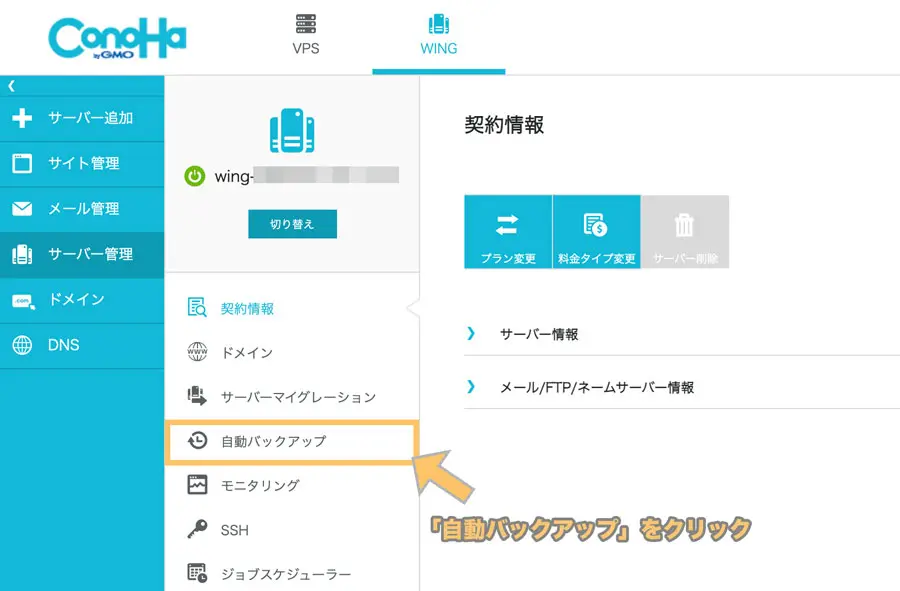 ConoHa
by GMO
VPS
WING
サーバー追加
サイト管理
メール管理
サーバー管理
.com
ドメイン
DNS
wing-
切り替え
契約情報
www
ドメイン
サーバーマイグレーション
自動バックアップ
モニタリング
SSH
ジョブスケジューラー
契約情報
プラン変更
料金タイプ変更
サーバー削除
サーバー情報
メール/FTP/ネームサーバー情報
「自動バックアップ」をクリック